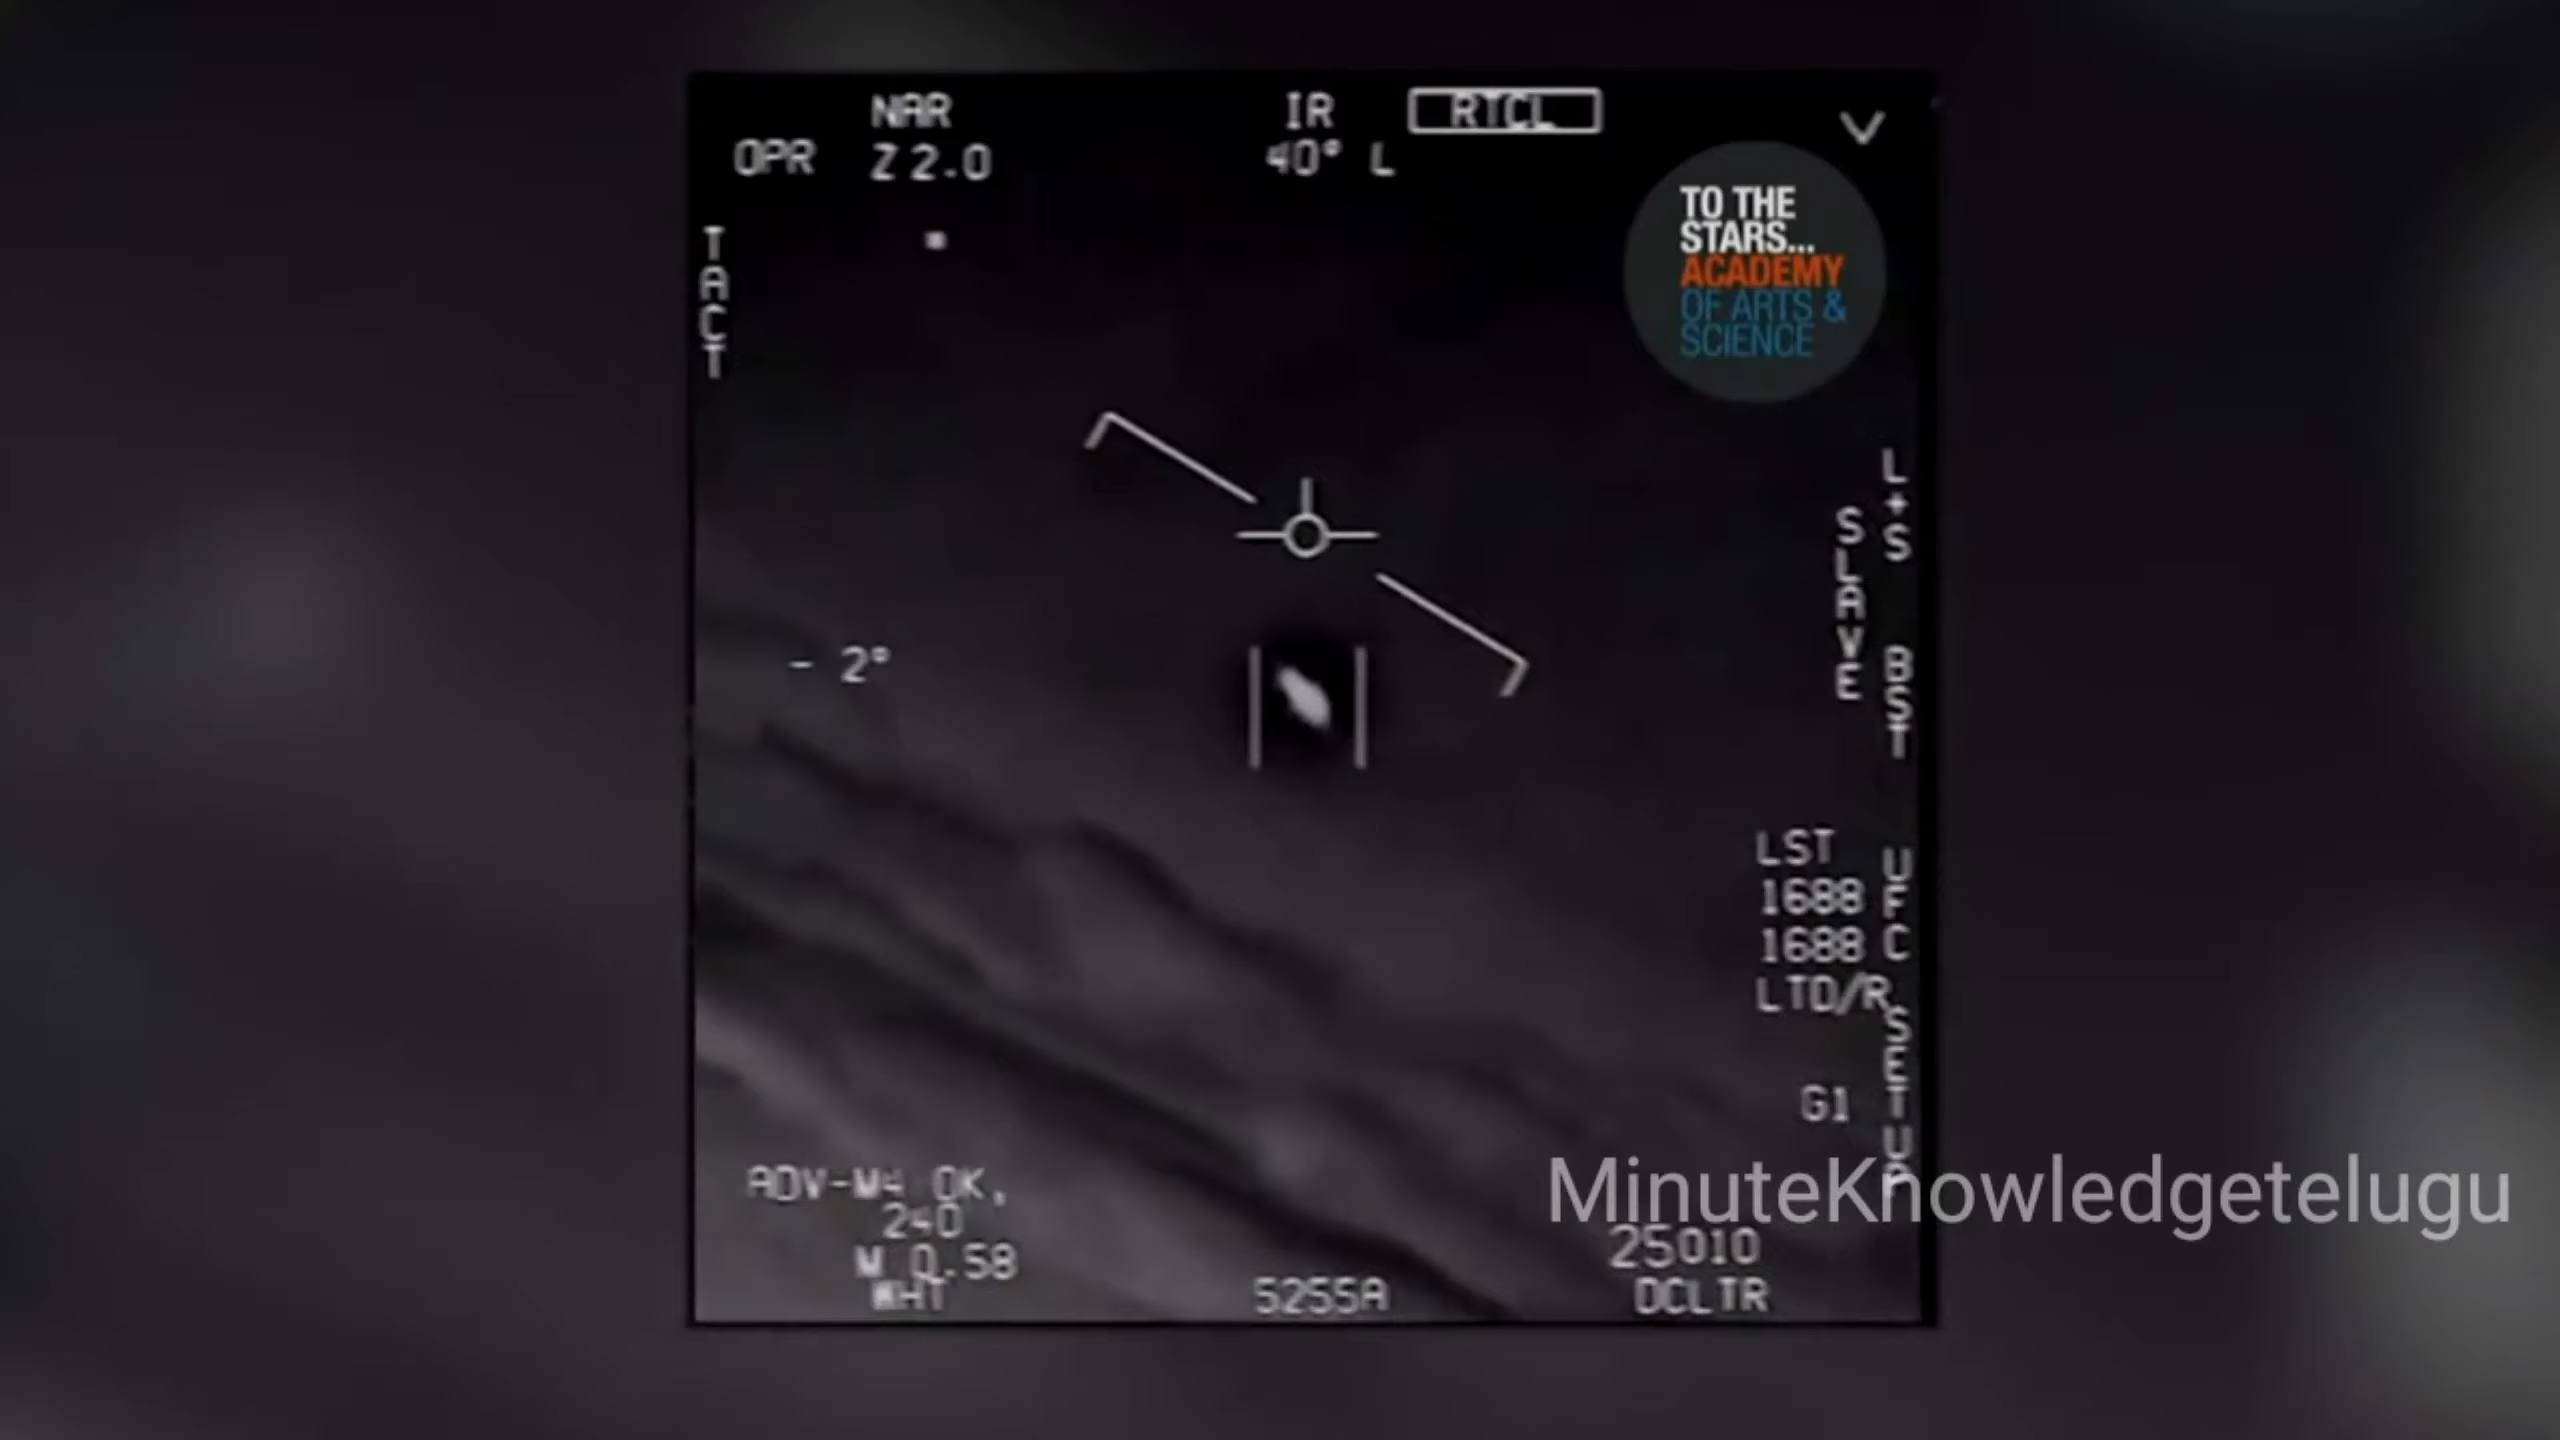 NAR
IR
RTCL
OPR
Z 2.0
40° L
TO THE
STARS...
ACADEMY
OF ARTS &
SCIENCE
TACT
L+S
SLAVE
- 2°
BST
LST
1688
1688
LTD/R
UFC
SETUP
G1
ADV-M4 OK,
240
M 0.58
WHT
5255A
25010
DCLTR
MinuteKnowledgetelugu